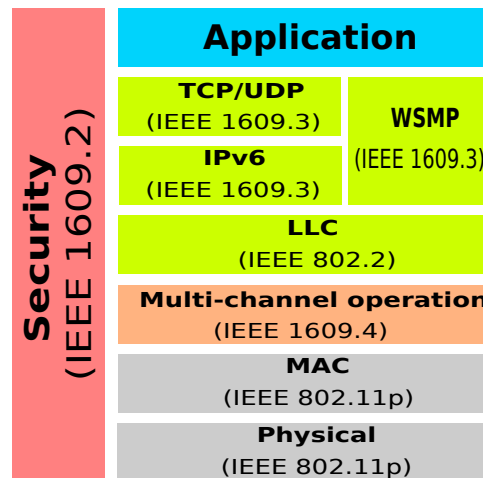 Security
(IEEE 1609.2)
Application
TCP/UDP
(IEEE 1609.3)
WSMP
(IEEE 1609.3)
IPv6
(IEEE 1609.3)
LLC
(IEEE 802.2)
Multi-channel operation
(IEEE 1609.4)
MAC
(IEEE 802.11p)
Physical
(IEEE 802.11p)